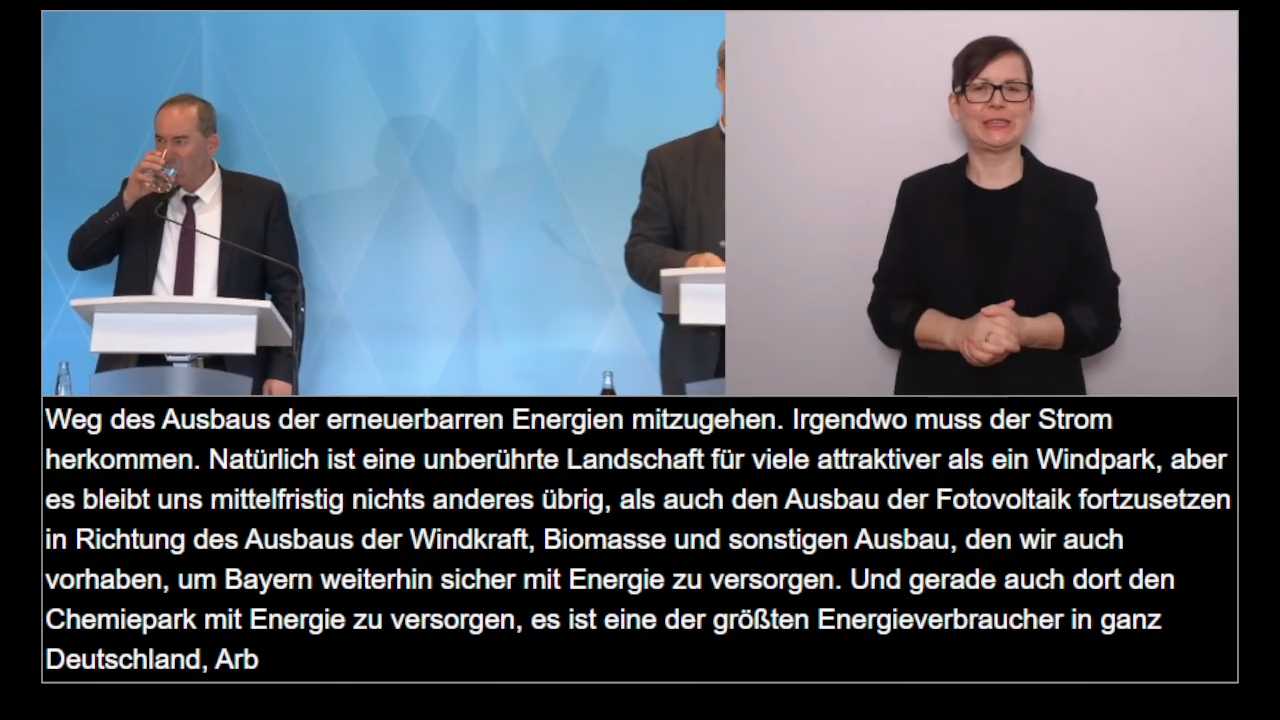 Weg des Ausbaus der erneuerbarren Energien mitzugehen. Irgendwo muss der Strom
herkommen. Natürlich ist eine unberührte Landschaft für viele attraktiver als ein Windpark, aber
es bleibt uns mittelfristig nichts anderes übrig, als auch den Ausbau der Fotovoltaik fortzusetzen
in Richtung des Ausbaus der Windkraft, Biomasse und sonstigen Ausbau, den wir auch
vorhaben, um Bayern weiterhin sicher mit Energie zu versorgen. Und gerade auch dort den
Chemiepark mit Energie zu versorgen, es ist eine der größten Energieverbraucher in ganz
Deutschland, Arb